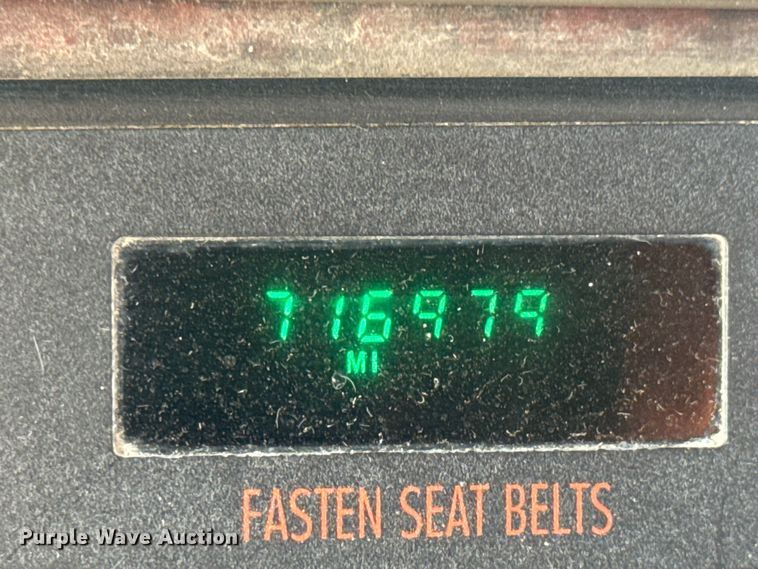 716979
MI
FASTEN SEAT BELTS
Purple Wave Auction